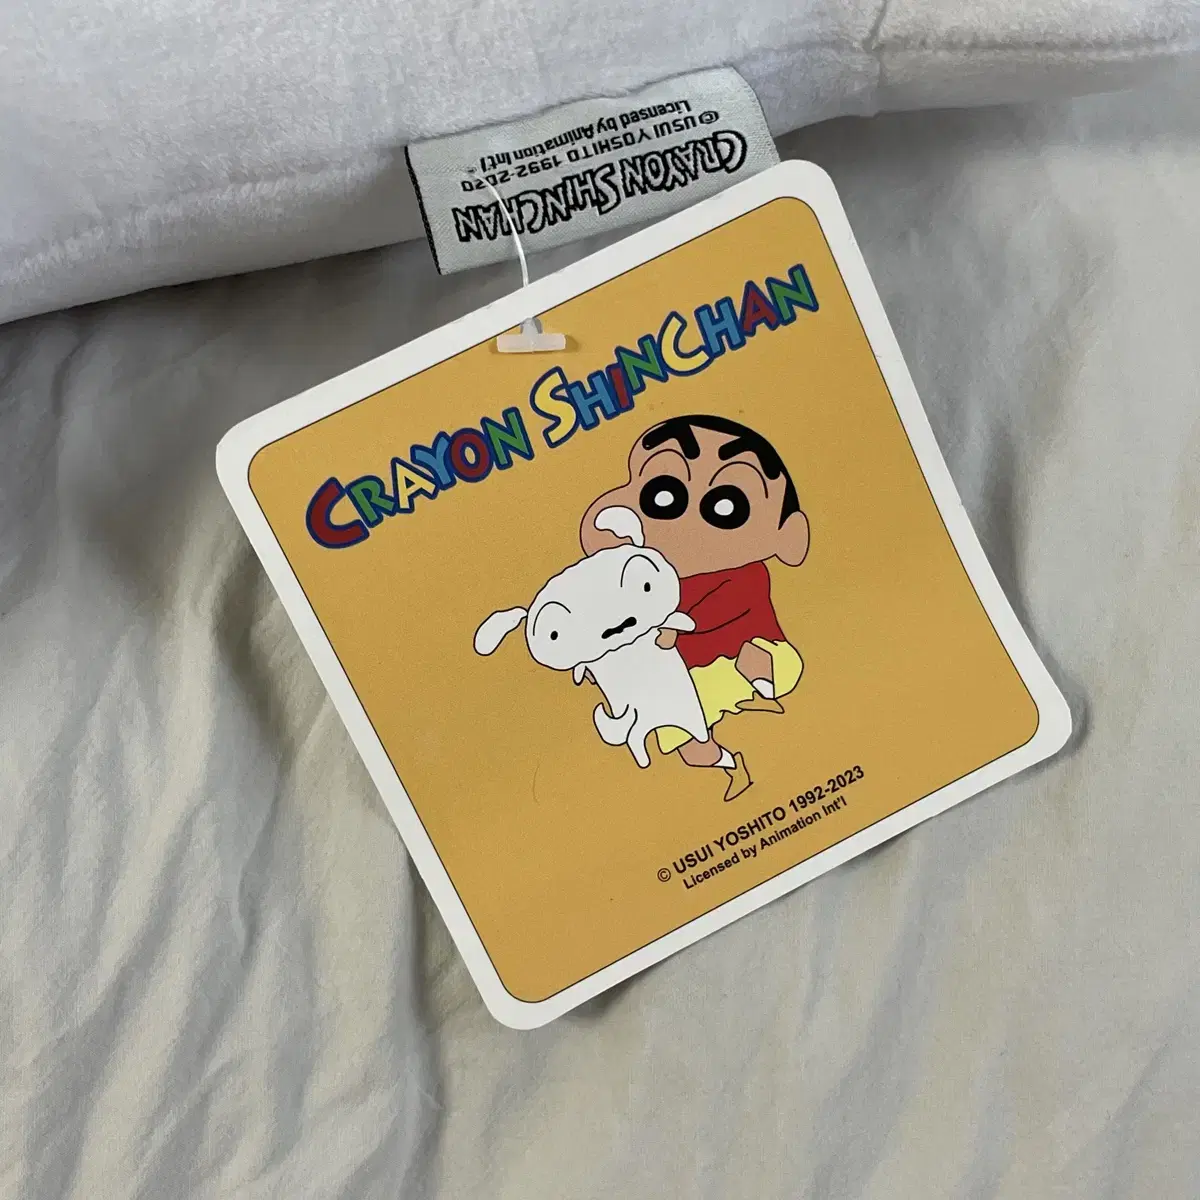 CRAYON SHINCHAN
© USUI YOSHITO 1992-2020
Licensed by Animation Int'l
CRAYON SHINCHAN
© USUI YOSHITO 1992-2023
Licensed by Animation Int'l